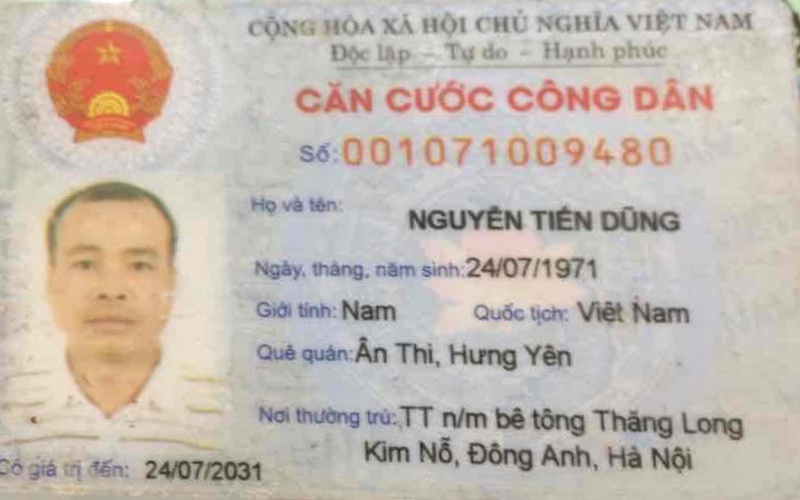 CỘNG HÒA XÃ HỘI CHỦ NGHĨA VIỆT NAM
Độc lập - Tự do - Hạnh phúc
CĂN CƯỚC CÔNG DÂN
Số: 001071009480
Họ và tên:
NGUYỄN TIẾN DŨNG
Ngày, tháng, năm sinh: 24/07/1971
Giới tính: Nam Quốc tịch: Việt Nam
Quê quán: Ân Thi, Hưng Yên
Nơi thường trú: TT n/m bê tông Thăng Long
Kim Nỗ, Đông Anh, Hà Nội
Có giá trị đến: 24/07/2031